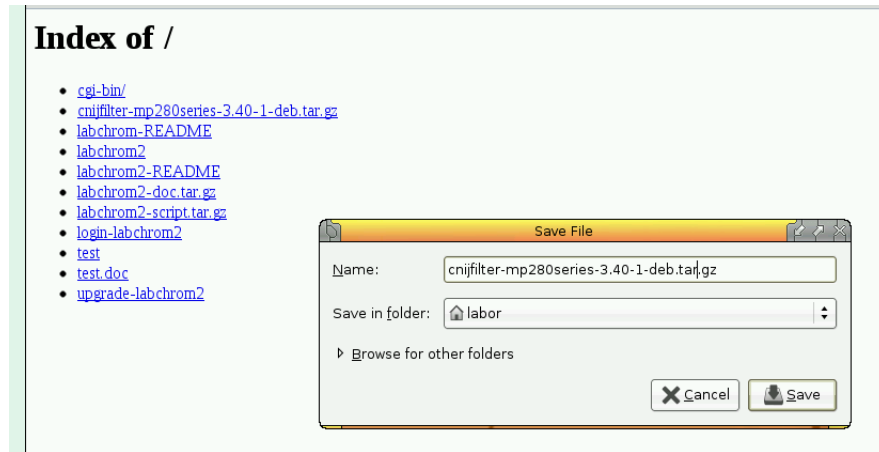 Index of /
cgi-bin/
cnijfilter-mp280series-3.40-1-deb.tar.gz
labchrom-README
labchrom2
labchrom2-README
labchrom2-doc.tar.gz
labchrom2-script.tar.gz
login-labchrom2
test
test.doc
upgrade-labchrom2
Save File
Name: cnijfilter-mp280series-3.40-1-deb.tar.gz
Save in folder: labor
Browse for other folders
Cancel Save